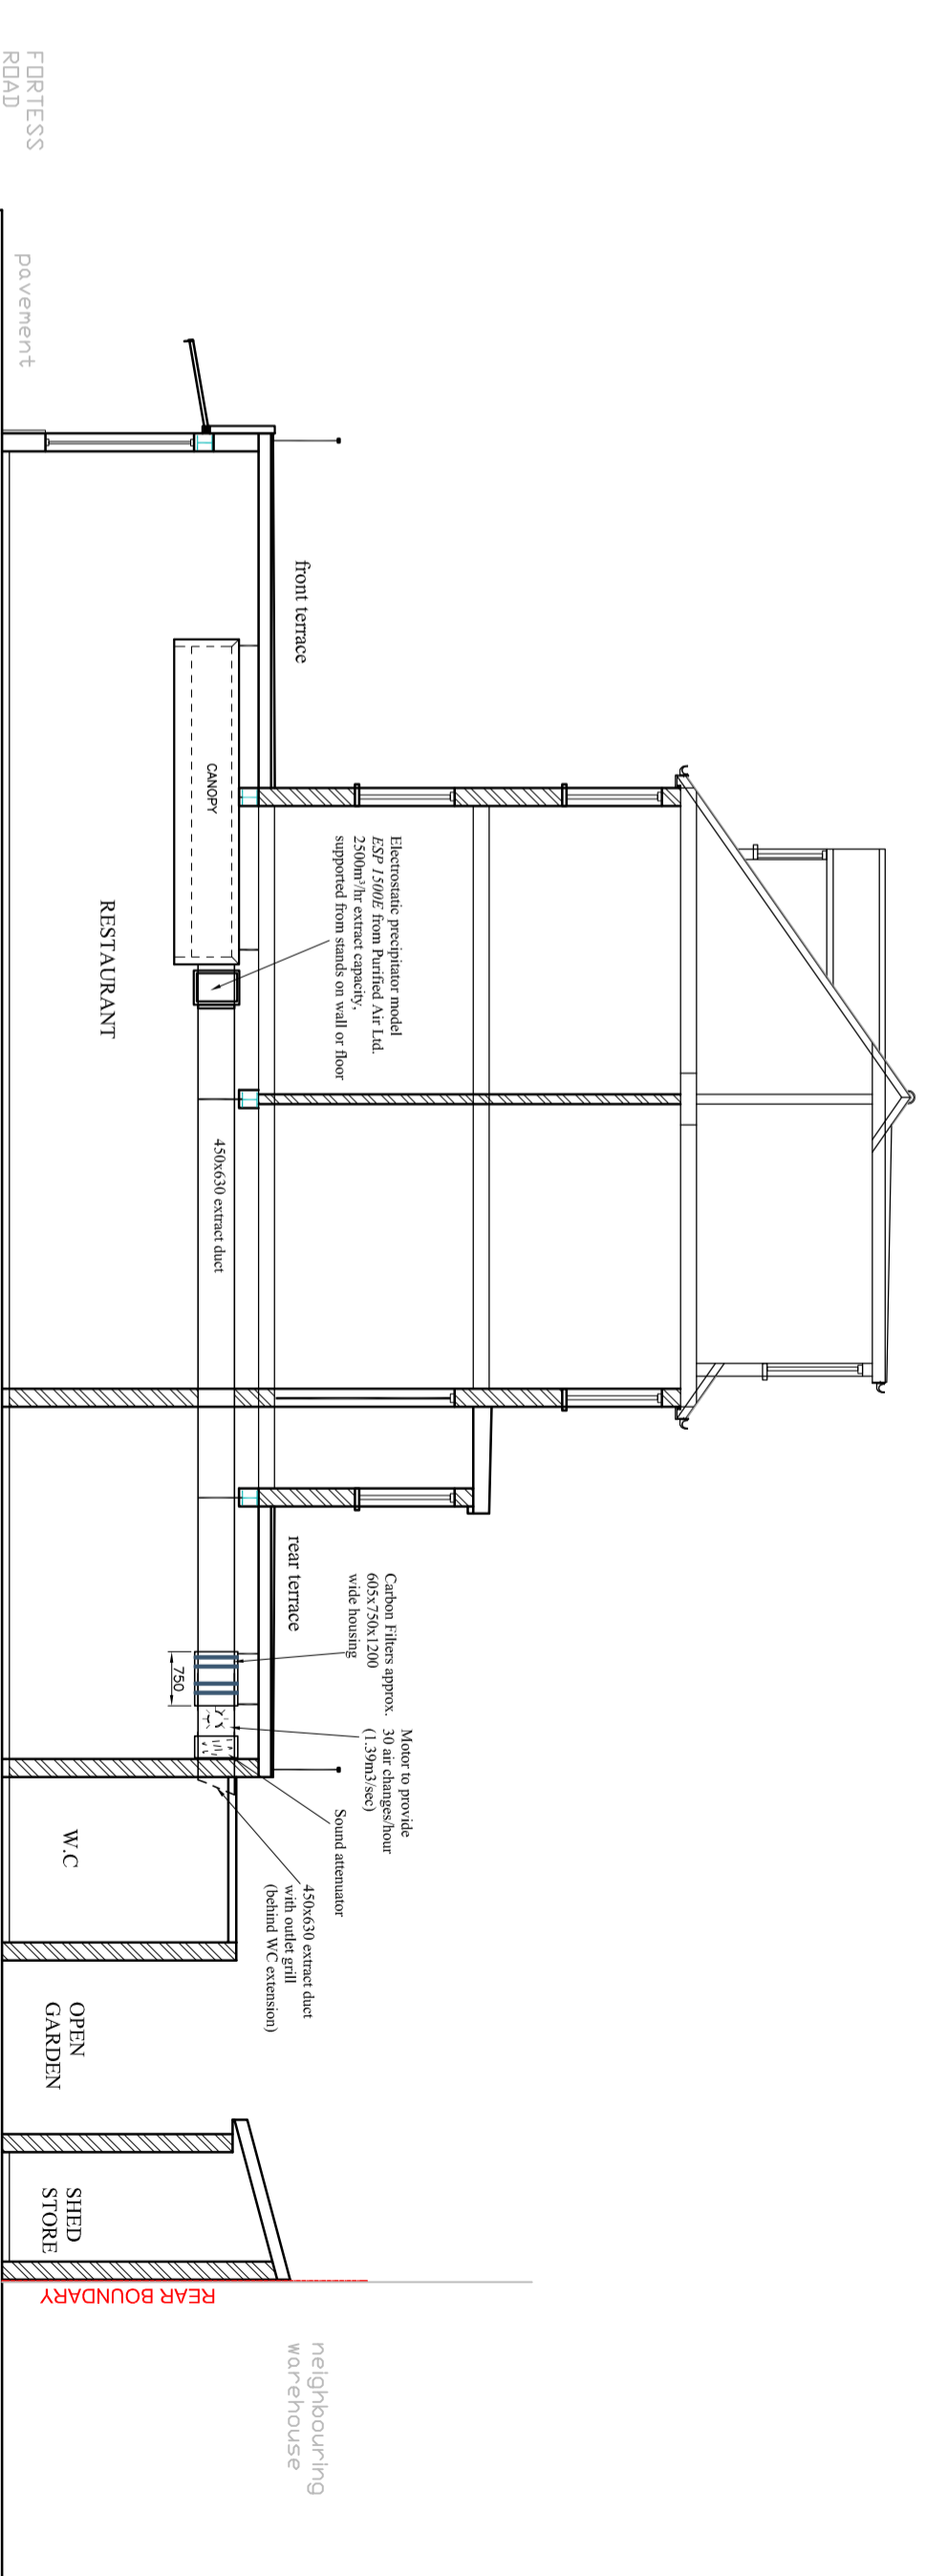 FORTESS
ROAD
pavement
front terrace
CANOPY
RESTAURANT
Electrostatic precipitator model
ESP 1500E from Purified Air Ltd.
2500m³/hr extract capacity,
supported from stands on wall or floor
450x630 extract duct
rear terrace
Carbon Filters approx.
605x750x1200
wide housing
750
Motor to provide
30 air changes/hour
(1.39m3/sec)
Sound attenuator
450x630 extract duct
with outlet grill
(behind WC extension)
W.C
OPEN
GARDEN
SHED
STORE
REAR BOUNDARY
neighbouring
warehouse